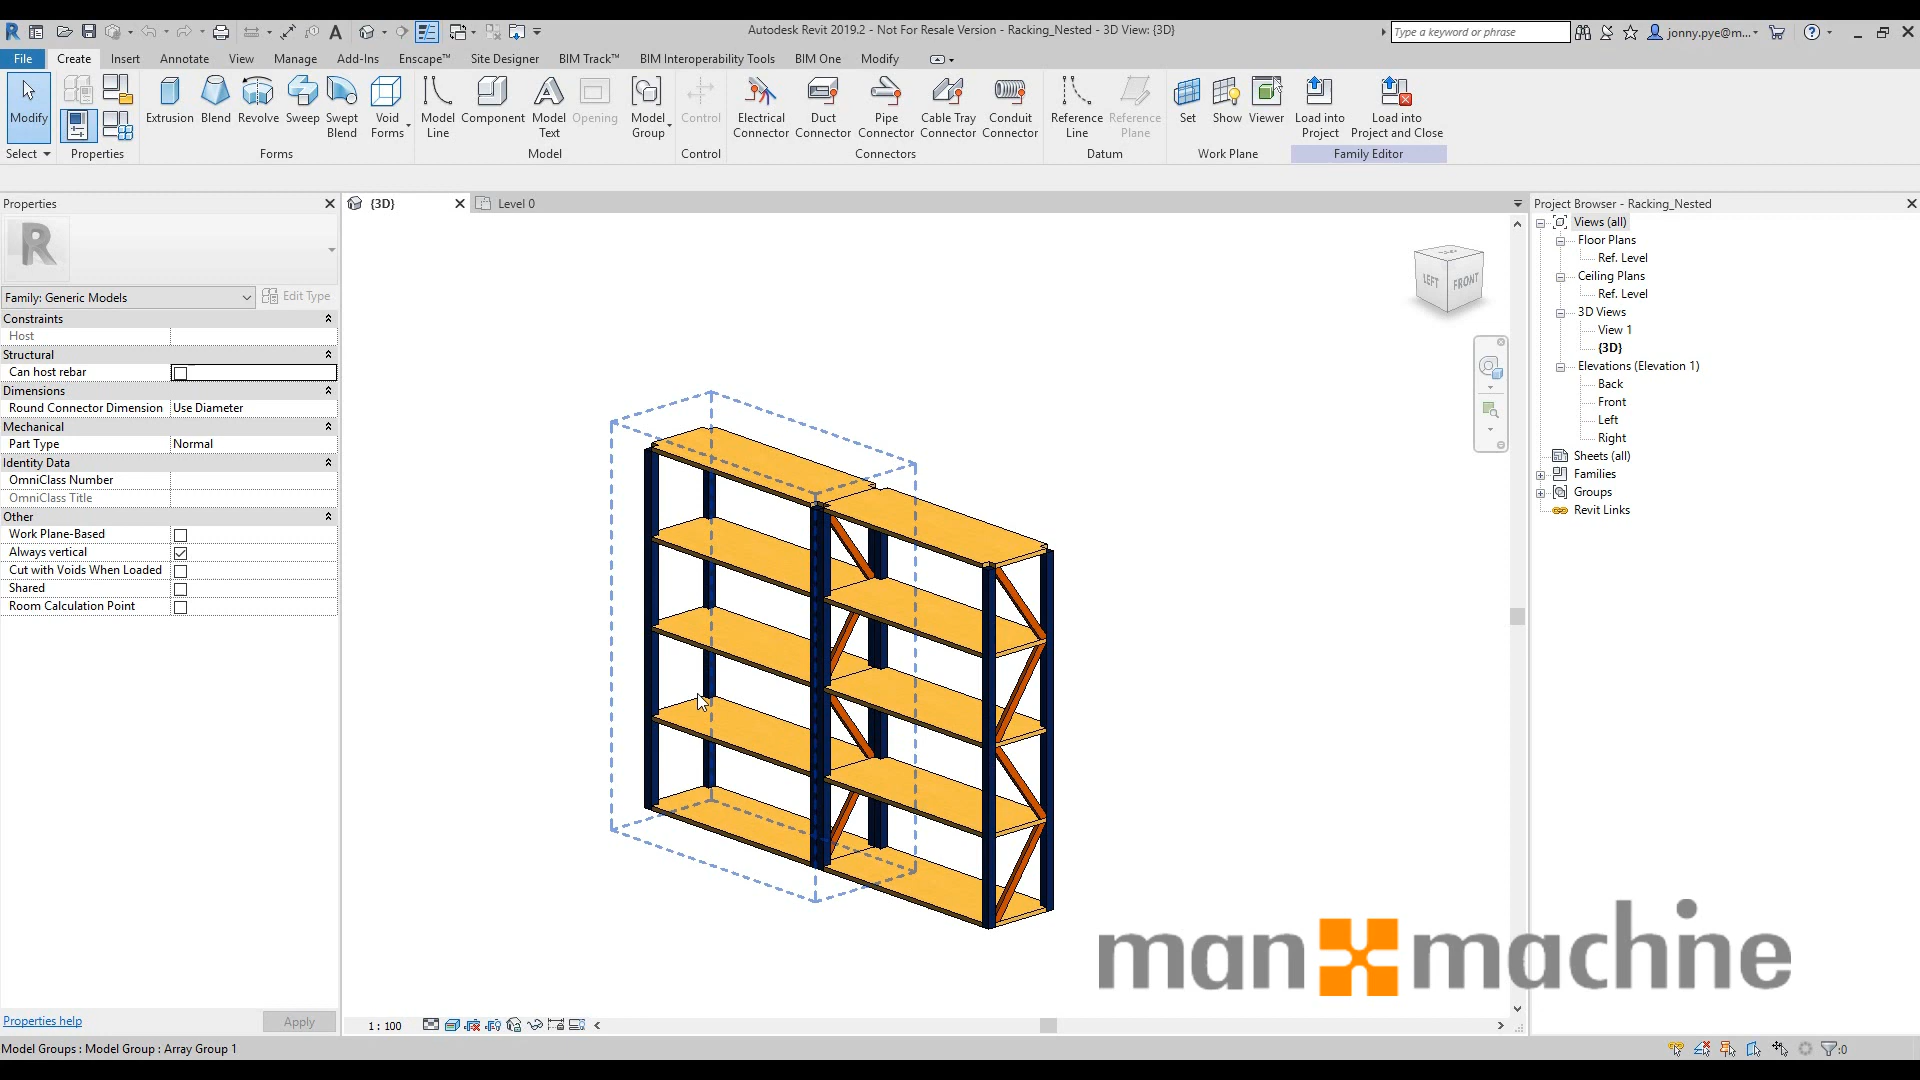 Autodesk Revit 2019.2 - Not For Resale Version - Racking_Nested - 3D View: {3D}
Type a keyword or phrase
jonny.pye@m...
File Create Insert Annotate View Manage Add-Ins Enscape™ Site Designer BIM Track™ BIM Interoperability Tools BIM One Modify
Modify
Extrusion Blend Revolve Sweep Swept Blend Void Forms
Model Line Component Model Text Opening Model Group
Control
Electrical Connector Duct Connector Pipe Connector Cable Tray Connector Conduit Connector
Reference Line Reference Plane
Set Show Viewer Load into Project Load into Project and Close
Select Properties Forms Model Control Connectors Datum Work Plane Family Editor
Properties
{3D}
Level 0
Project Browser - Racking_Nested
Family: Generic Models
Edit Type
Constraints
Host
Structural
Can host rebar
Dimensions
Round Connector Dimension Use Diameter
Mechanical
Part Type Normal
Identity Data
OmniClass Number
OmniClass Title
Other
Work Plane-Based
Always vertical
Cut with Voids When Loaded
Shared
Room Calculation Point
Properties help
Apply
LEFT FRONT
Views (all)
Floor Plans
Ref. Level
Ceiling Plans
Ref. Level
3D Views
View 1
{3D}
Elevations (Elevation 1)
Back
Front
Left
Right
Sheets (all)
Families
Groups
Revit Links
man machine
1 : 100
Model Groups : Model Group : Array Group 1
:0